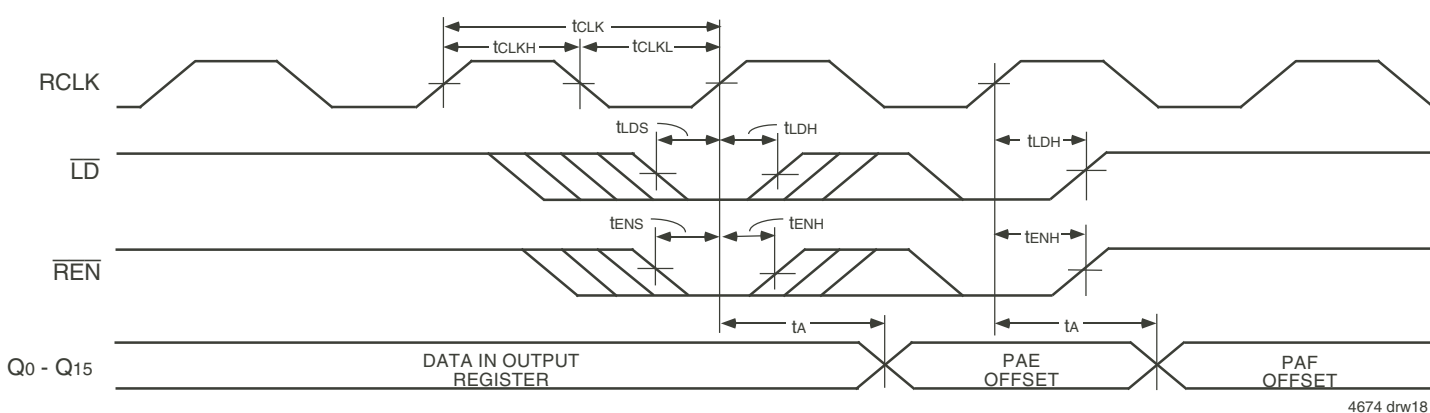 tCLK
tCLKH
tCLKL
RCLK
tLDS
tLDH
tLDH
LD
tENS
tENH
tENH
REN
tA
tA
Q0 - Q15
DATA IN OUTPUT
REGISTER
PAE
OFFSET
PAF
OFFSET
4674 drw18